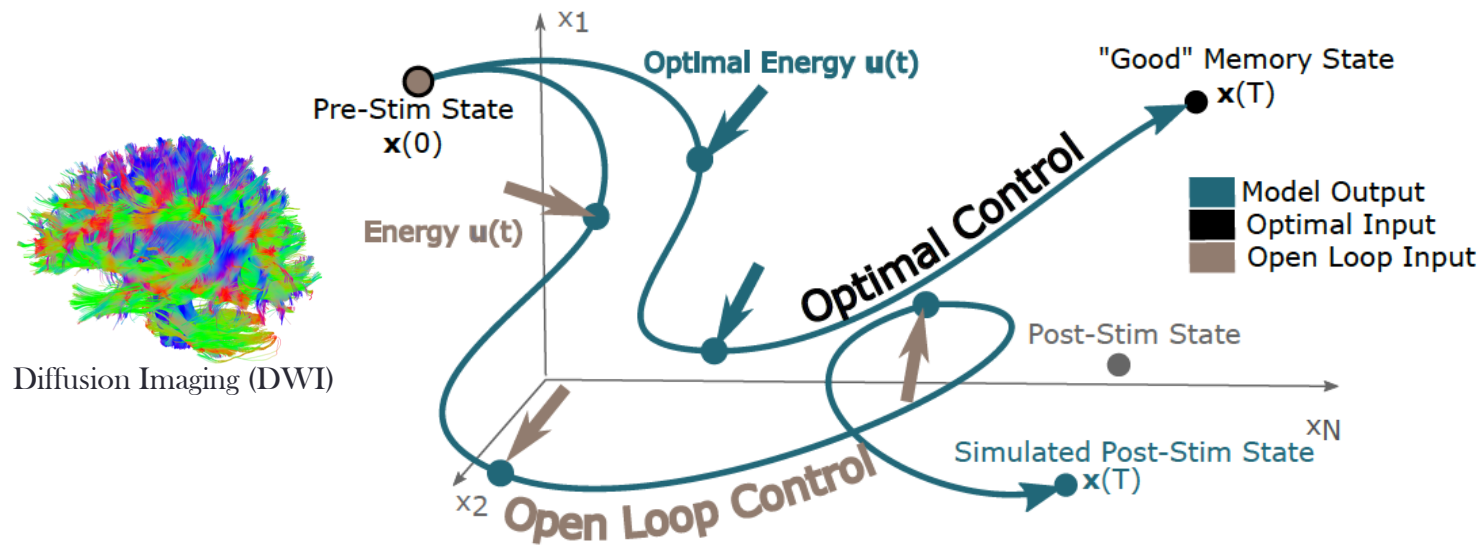 x1
Optimal Energy u(t)
"Good" Memory State
x(T)
Pre-Stim State
x(0)
Energy u(t)
Optimal Control
Model Output
Optimal Input
Open Loop Input
Post-Stim State
Diffusion Imaging (DWI)
xN
Simulated Post-Stim State
x(T)
x2
Open Loop Control